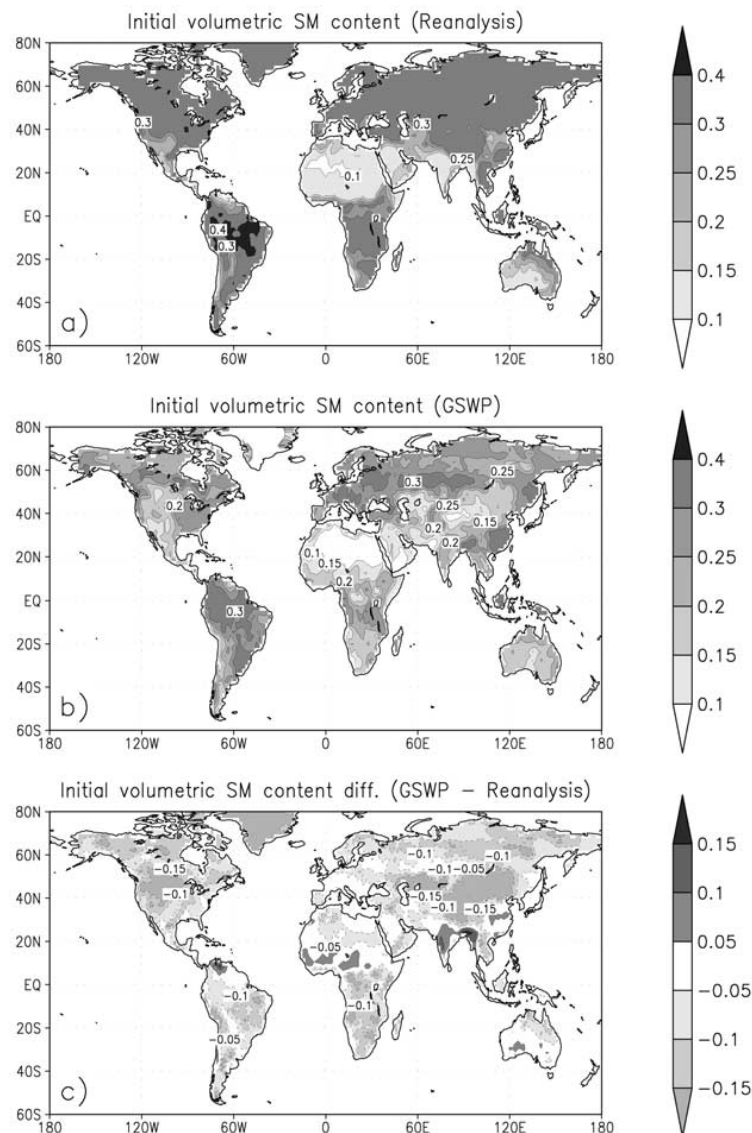 Initial volumetric SM content (Reanalysis)
80N
60N
40N
20N
EQ
20S
40S
60S
180 120W 60W 0 60E 120E 180
0.3 0.3 0.25 0.1 0.4 0.3
a)
0.4
0.3
0.25
0.2
0.15
0.1
Initial volumetric SM content (GSWP)
80N
60N
40N
20N
EQ
20S
40S
60S
180 120W 60W 0 60E 120E 180
0.2 0.3 0.25 0.25 0.15 0.2 0.2 0.1 0.15 0.2 0.3
b)
0.4
0.3
0.25
0.2
0.15
0.1
Initial volumetric SM content diff. (GSWP − Reanalysis)
80N
60N
40N
20N
EQ
20S
40S
60S
180 120W 60W 0 60E 120E 180
−0.15 −0.1 −0.1 −0.1 −0.1 −0.05 −0.15 −0.1 −0.15 −0.05 −0.1 −0.1 −0.05
c)
0.15
0.1
0.05
−0.05
−0.1
−0.15